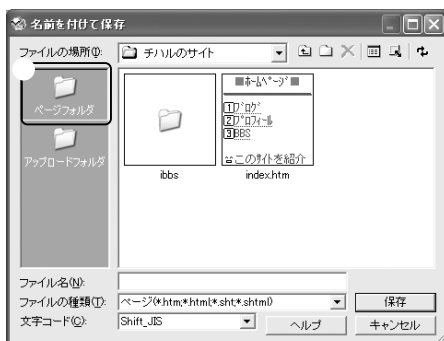 名前を付けて保存
ファイルの場所(I):
チハルのサイト
ページフォルダ
アップロードフォルダ
ibbs
■ホームページ■
1ブログ
2プロフィール
3BBS
このサイトを紹介
index.htm
ファイル名(N):
ファイルの種類(T):
ページ(*.htm;*.html;*.sht;*.shtml)
保存
文字コード(C):
Shift_JIS
ヘルプ
キャンセル